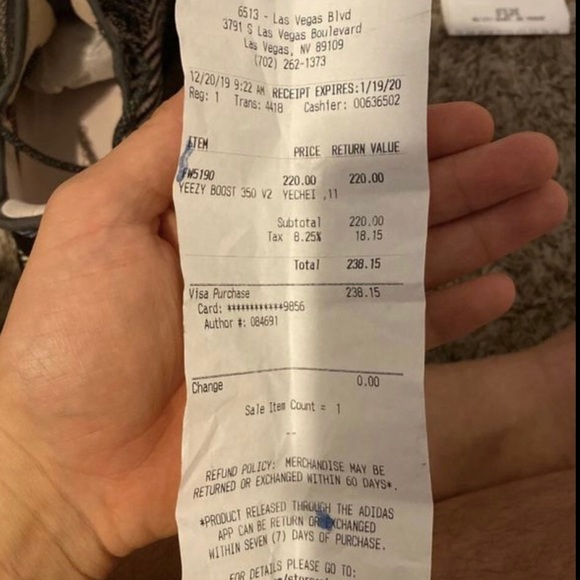 6513 - Las Vegas Blvd
3791 S Las Vegas Boulevard
Las Vegas, NV 89109
(702) 262-1373
12/20/19 9:22 AM RECEIPT EXPIRES:1/19/20
Reg: 1 Trans: 4418 Cashier: 00636502
ITEM PRICE RETURN VALUE
FW5190 220.00 220.00
YEEZY BOOST 350 V2 YECHEI ,11
Subtotal 220.00
Tax 8.25% 18.15
Total 238.15
Visa Purchase 238.15
Card: ************9856
Author #: 084691
Change 0.00
Sale Item Count = 1
--
REFUND POLICY: MERCHANDISE MAY BE
RETURNED OR EXCHANGED WITHIN 60 DAYS*.
*PRODUCT RELEASED THROUGH THE ADIDAS
APP CAN BE RETURN OR EXCHANGED
WITHIN SEVEN (7) DAYS OF PURCHASE.
FOR DETAILS PLEASE GO TO: